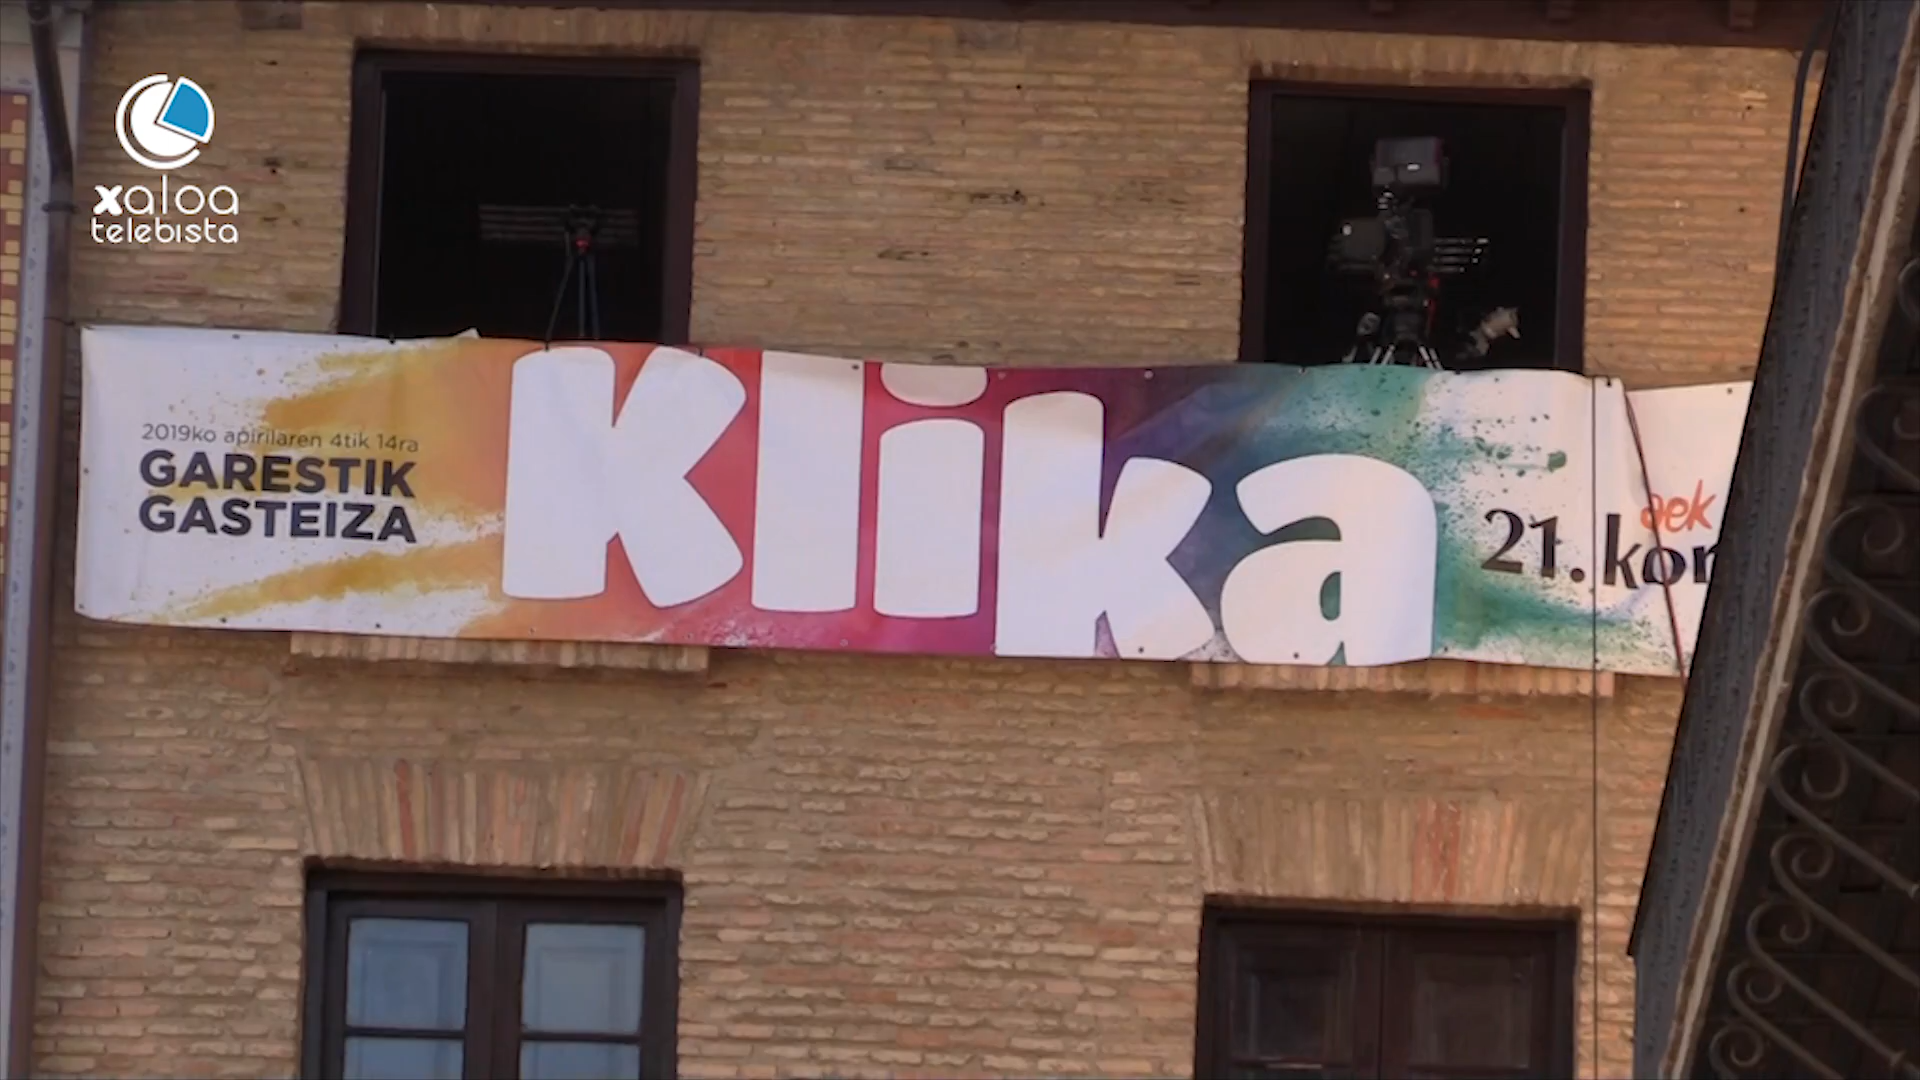 xaloa
telebista
2019ko apirilaren 4tik 14ra
GARESTIK
GASTEIZA
Klika
aek
21.